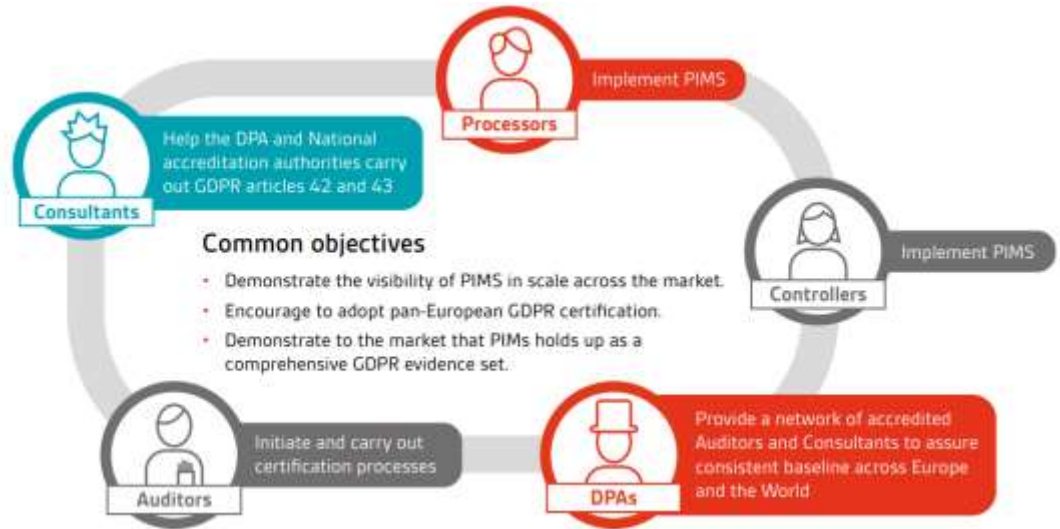 Processors
Implement PIMS
Consultants
Help the DPA and National
accreditation authorities carry
out GDPR articles 42 and 43
Controllers
Implement PIMS
Common objectives
• Demonstrate the visibility of PIMS in scale across the market.
• Encourage to adopt pan-European GDPR certification.
• Demonstrate to the market that PIMs holds up as a
comprehensive GDPR evidence set.
Auditors
Initiate and carry out
certification processes
DPAs
Provide a network of accredited
Auditors and Consultants to assure
consistent baseline across Europe
and the World